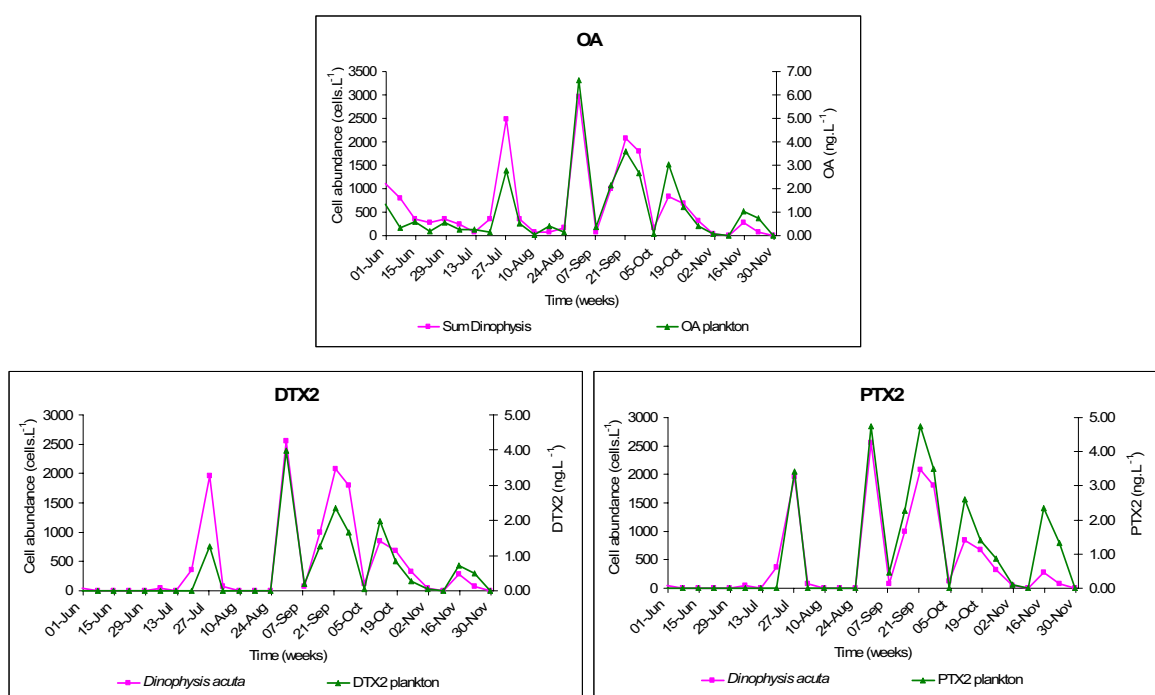 OA
Cell abundance (cells.L⁻¹)
3500
3000
2500
2000
1500
1000
500
0
7.00
6.00
5.00
4.00
3.00
2.00
1.00
0.00
OA (ng.L⁻¹)
01-Jun
15-Jun
29-Jun
13-Jul
27-Jul
10-Aug
24-Aug
07-Sep
21-Sep
05-Oct
19-Oct
02-Nov
16-Nov
30-Nov
Time (weeks)
Sum Dinophysis
OA plankton
DTX2
Cell abundance (cells.L⁻¹)
3000
2500
2000
1500
1000
500
0
5.00
4.00
3.00
2.00
1.00
0.00
DTX2 (ng.L⁻¹)
01-Jun
15-Jun
29-Jun
13-Jul
27-Jul
10-Aug
24-Aug
07-Sep
21-Sep
05-Oct
19-Oct
02-Nov
16-Nov
30-Nov
Time (weeks)
Dinophysis acuta
DTX2 plankton
PTX2
Cell abundance (cells.L⁻¹)
3000
2500
2000
1500
1000
500
0
5.00
4.00
3.00
2.00
1.00
0.00
PTX2 (ng.L⁻¹)
01-Jun
15-Jun
29-Jun
13-Jul
27-Jul
10-Aug
24-Aug
07-Sep
21-Sep
05-Oct
19-Oct
02-Nov
16-Nov
30-Nov
Time (weeks)
Dinophysis acuta
PTX2 plankton